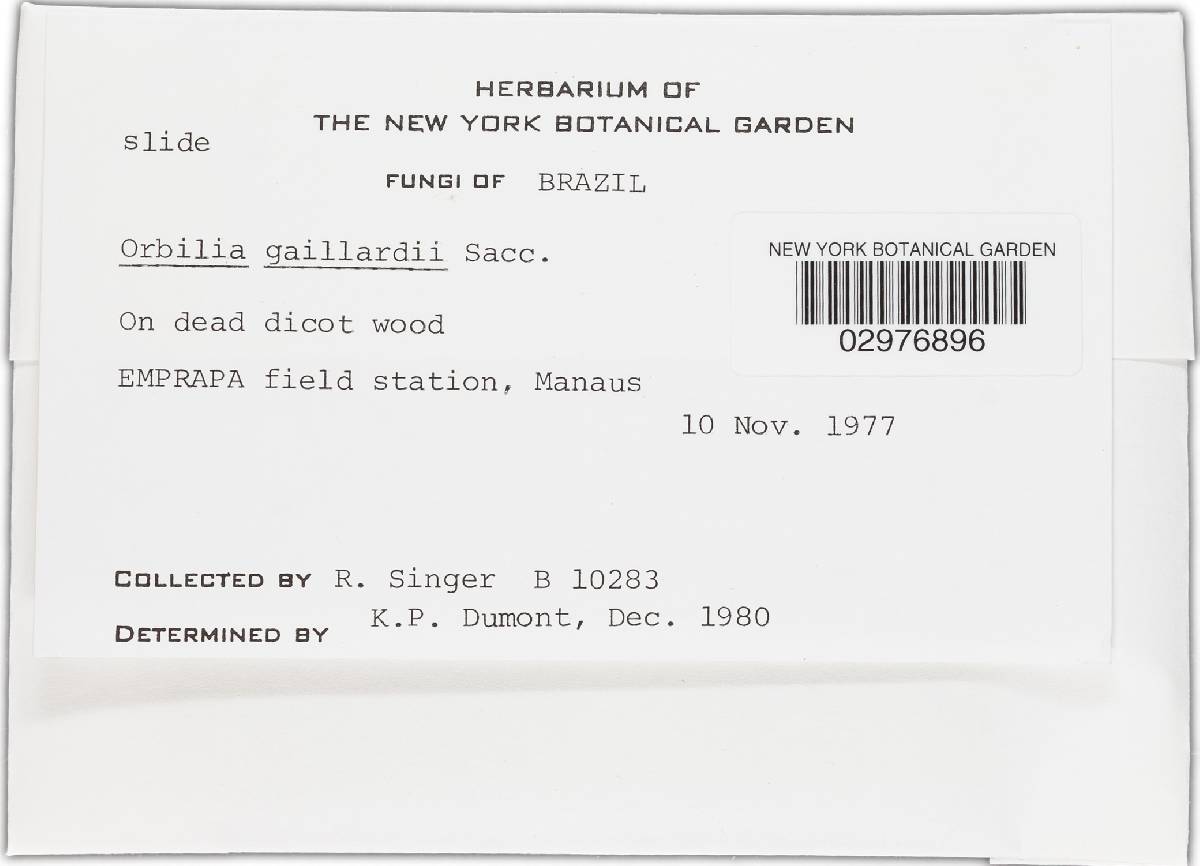 HERBARIUM OF
THE NEW YORK BOTANICAL GARDEN
slide
FUNGI OF BRAZIL
Orbilia gaillardii Sacc.
NEW YORK BOTANICAL GARDEN
02976896
On dead dicot wood
EMPRAPA field station, Manaus
10 Nov. 1977
COLLECTED BY R. Singer B 10283
DETERMINED BY K.P. Dumont, Dec. 1980